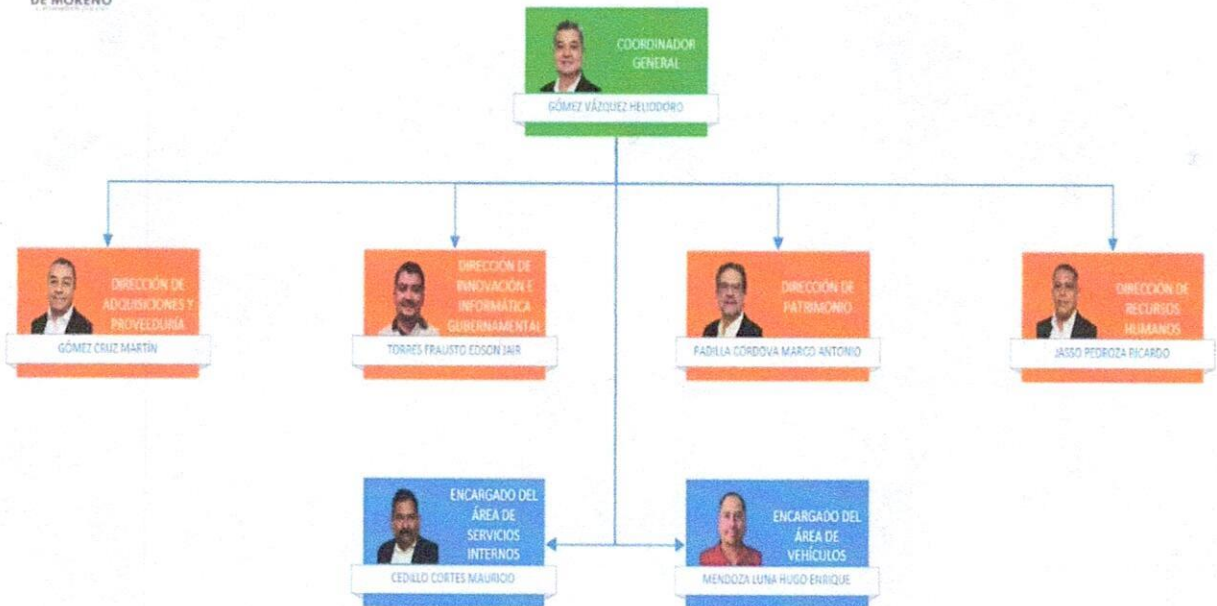 DE MORENO
COORDINADOR
GENERAL
GÓMEZ VÁZQUEZ HELIODORO
DIRECCIÓN DE
ADQUISICIONES Y
PROVEEDURÍA
GÓMEZ CRUZ MARTÍN
DIRECCIÓN DE
INNOVACIÓN E
INFORMÁTICA
GUBERNAMENTAL
TORRES FRAUSTO EDSON JAIR
DIRECCIÓN DE
PATRIMONIO
PADILLA CORDOVA MARCO ANTONIO
DIRECCIÓN DE
RECURSOS
HUMANOS
JASSO PEDROZA RICARDO
ENCARGADO DEL
ÁREA DE
SERVICIOS
INTERNOS
CEDILLO CORTES MAURICIO
ENCARGADO DEL
ÁREA DE
VEHÍCULOS
MENDOZA LUNA HUGO ENRIQUE